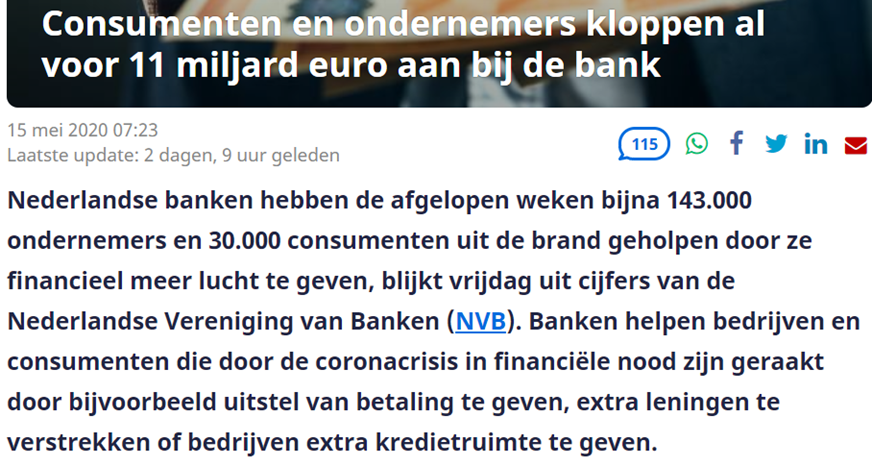 Consumenten en ondernemers kloppen al
voor 11 miljard euro aan bij de bank
15 mei 2020 07:23
Laatste update: 2 dagen, 9 uur geleden
115
Nederlandse banken hebben de afgelopen weken bijna 143.000
ondernemers en 30.000 consumenten uit de brand geholpen door ze
financieel meer lucht te geven, blijkt vrijdag uit cijfers van de
Nederlandse Vereniging van Banken (NVB). Banken helpen bedrijven en
consumenten die door de coronacrisis in financiële nood zijn geraakt
door bijvoorbeeld uitstel van betaling te geven, extra leningen te
verstrekken of bedrijven extra kredietruimte te geven.